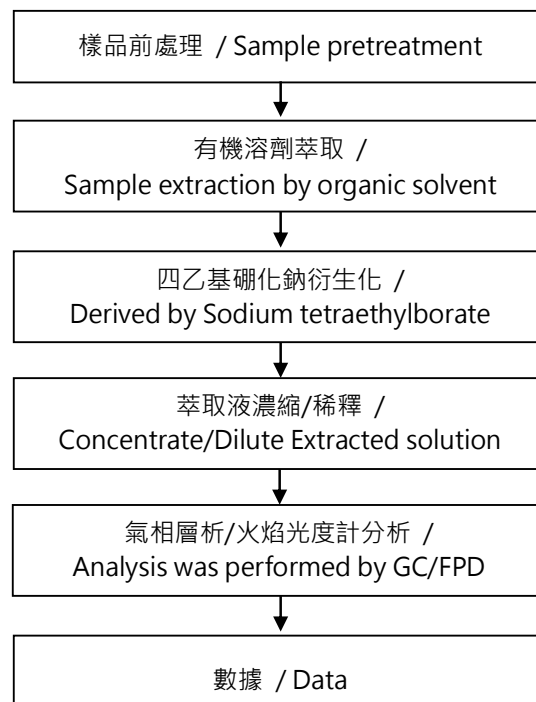 樣品前處理 / Sample pretreatment
有機溶劑萃取 /
Sample extraction by organic solvent
四乙基硼化鈉衍生化 /
Derived by Sodium tetraethylborate
萃取液濃縮/稀釋 /
Concentrate/Dilute Extracted solution
氣相層析/火焰光度計分析 /
Analysis was performed by GC/FPD
數據 / Data